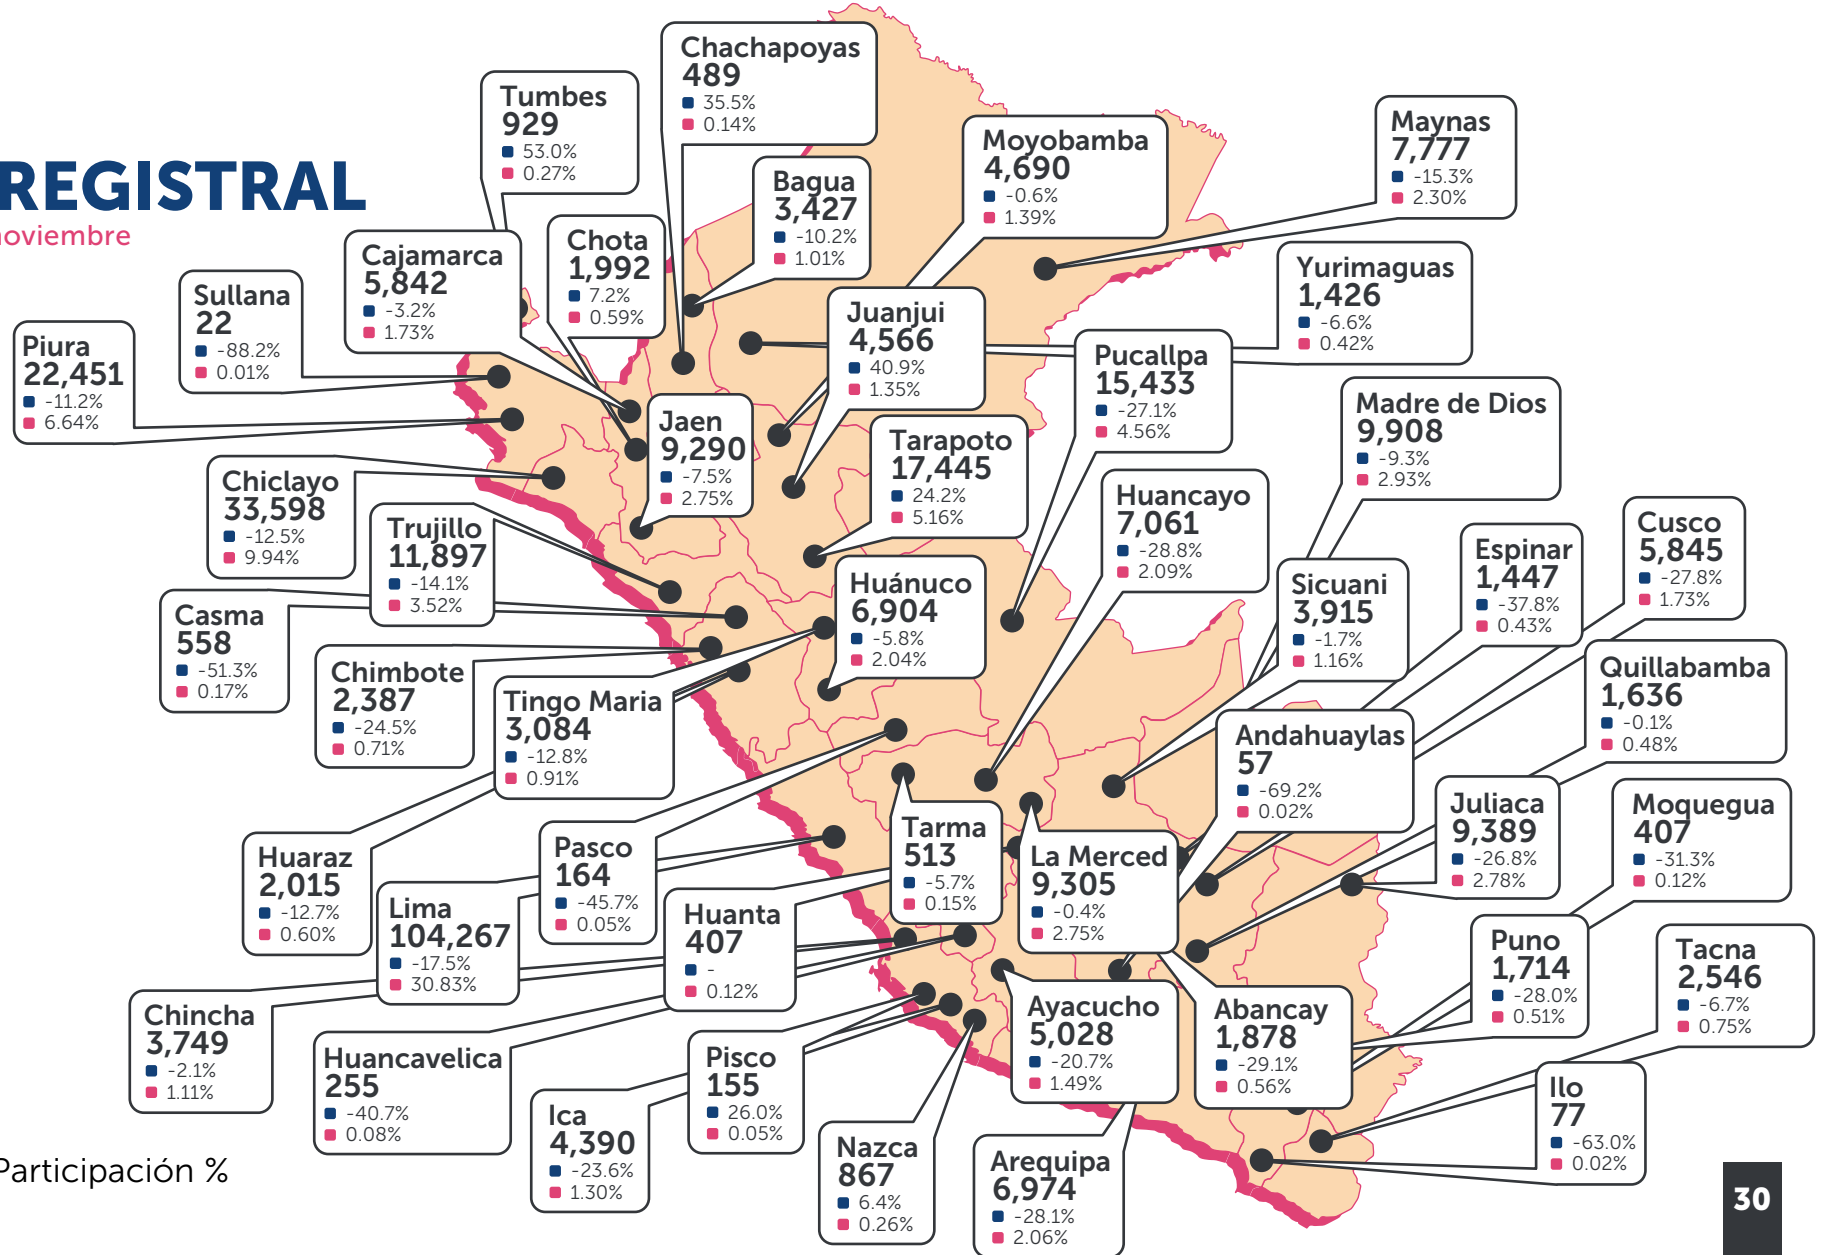 REGISTRAL
noviembre
Chachapoyas
489
35.5%
0.14%
Tumbes
929
53.0%
0.27%
Moyobamba
4,690
-0.6%
1.39%
Maynas
7,777
-15.3%
2.30%
Bagua
3,427
-10.2%
1.01%
Chota
1,992
7.2%
0.59%
Cajamarca
5,842
-3.2%
1.73%
Sullana
22
-88.2%
0.01%
Piura
22,451
-11.2%
6.64%
Yurimaguas
1,426
-6.6%
0.42%
Juanjui
4,566
40.9%
1.35%
Pucallpa
15,433
-27.1%
4.56%
Madre de Dios
9,908
-9.3%
2.93%
Jaen
9,290
-7.5%
2.75%
Tarapoto
17,445
24.2%
5.16%
Chiclayo
33,598
-12.5%
9.94%
Huancayo
7,061
-28.8%
2.09%
Trujillo
11,897
-14.1%
3.52%
Cusco
5,845
-27.8%
1.73%
Espinar
1,447
-37.8%
0.43%
Sicuani
3,915
-1.7%
1.16%
Huánuco
6,904
-5.8%
2.04%
Casma
558
-51.3%
0.17%
Chimbote
2,387
-24.5%
0.71%
Quillabamba
1,636
-0.1%
0.48%
Tingo Maria
3,084
-12.8%
0.91%
Andahuaylas
57
-69.2%
0.02%
Juliaca
9,389
-26.8%
2.78%
Moquegua
407
-31.3%
0.12%
Tarma
513
-5.7%
0.15%
Pasco
164
-45.7%
0.05%
Huaraz
2,015
-12.7%
0.60%
La Merced
9,305
-0.4%
2.75%
Lima
104,267
-17.5%
30.83%
Huanta
407
-
0.12%
Puno
1,714
-28.0%
0.51%
Tacna
2,546
-6.7%
0.75%
Chincha
3,749
-2.1%
1.11%
Ayacucho
5,028
-20.7%
1.49%
Abancay
1,878
-29.1%
0.56%
Huancavelica
255
-40.7%
0.08%
Pisco
155
26.0%
0.05%
Ilo
77
-63.0%
0.02%
Ica
4,390
-23.6%
1.30%
Nazca
867
6.4%
0.26%
Arequipa
6,974
-28.1%
2.06%
Participación %
30